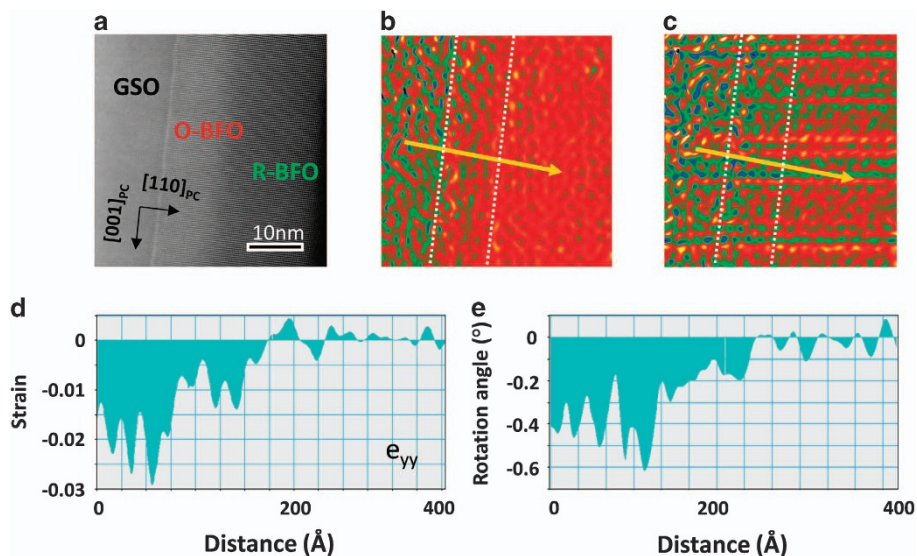 a
b
c
GSO
O-BFO
R-BFO
[110]PC
[001]PC
10nm
d
e
0
-0.01
-0.02
-0.03
Strain
eyy
0
200
400
Distance (Å)
0
-0.2
-0.4
-0.6
Rotation angle (°)
0
200
400
Distance (Å)